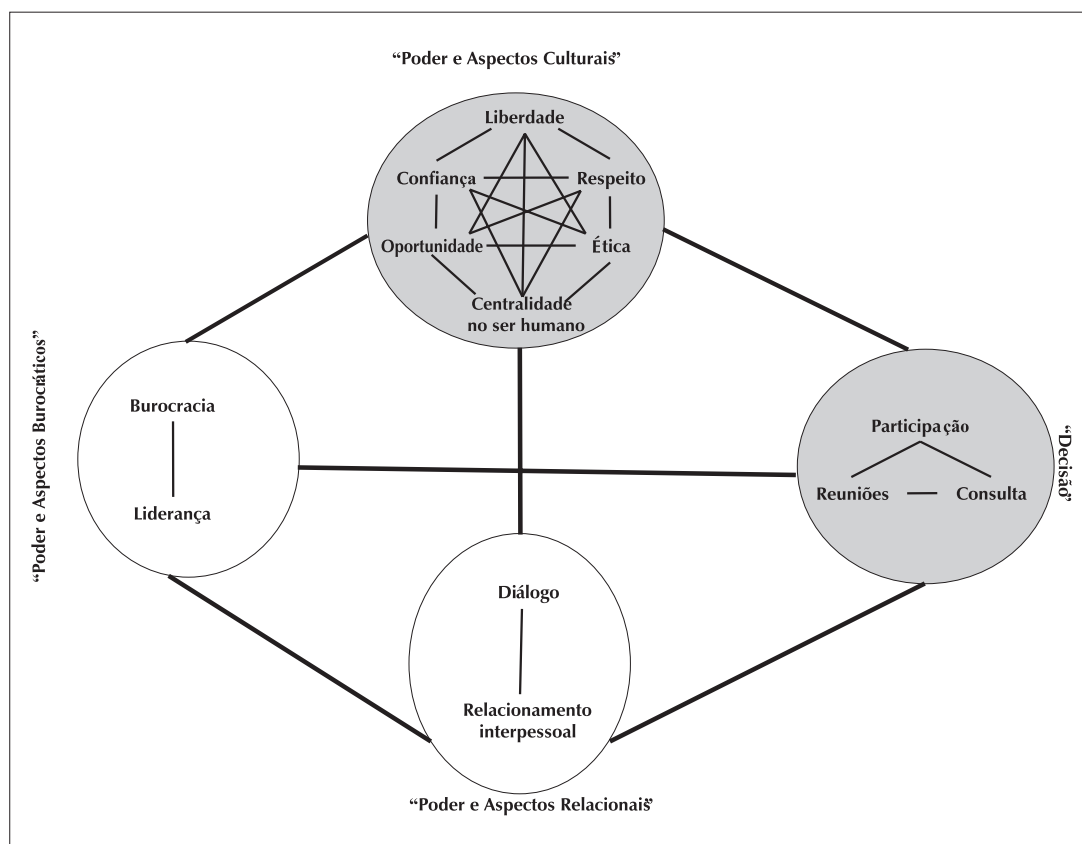 “Poder e Aspectos Culturais”
Liberdade
Confiança
Respeito
Oportunidade
Ética
Centralidade
no ser humano
“Poder e Aspectos Burocráticos”
Burocracia
Liderança
Participação
Reuniões
Consulta
“Decisão”
Diálogo
Relacionamento
interpessoal
“Poder e Aspectos Relacionais”